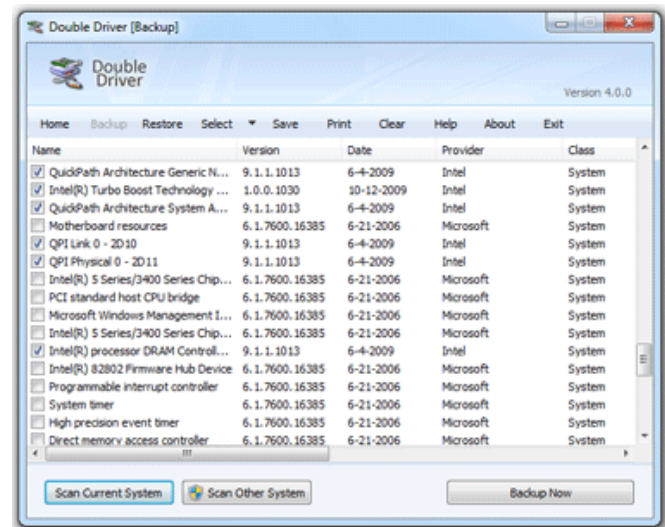 Double Driver [Backup]
Double
Driver
Version 4.0.0
Home Backup Restore Select Save Print Clear Help About Exit
Name Version Date Provider Class
QuickPath Architecture Generic N... 9.1.1.1013 6-4-2009 Intel System
Intel(R) Turbo Boost Technology ... 1.0.0.1030 10-12-2009 Intel System
QuickPath Architecture System A... 9.1.1.1013 6-4-2009 Intel System
Motherboard resources 6.1.7600.16385 6-21-2006 Microsoft System
QPI Link 0 - 2D10 9.1.1.1013 6-4-2009 Intel System
QPI Physical 0 - 2D11 9.1.1.1013 6-4-2009 Intel System
Intel(R) 5 Series/3400 Series Chip... 6.1.7600.16385 6-21-2006 Microsoft System
PCI standard host CPU bridge 6.1.7600.16385 6-21-2006 Microsoft System
Microsoft Windows Management I... 6.1.7600.16385 6-21-2006 Microsoft System
Intel(R) 5 Series/3400 Series Chip... 6.1.7600.16385 6-21-2006 Microsoft System
Intel(R) processor DRAM Controll... 9.1.1.1013 6-4-2009 Intel System
Intel(R) 82802 Firmware Hub Device 6.1.7600.16385 6-21-2006 Microsoft System
Programmable interrupt controller 6.1.7600.16385 6-21-2006 Microsoft System
System timer 6.1.7600.16385 6-21-2006 Microsoft System
High precision event timer 6.1.7600.16385 6-21-2006 Microsoft System
Direct memory access controller 6.1.7600.16385 6-21-2006 Microsoft System
Scan Current System Scan Other System Backup Now